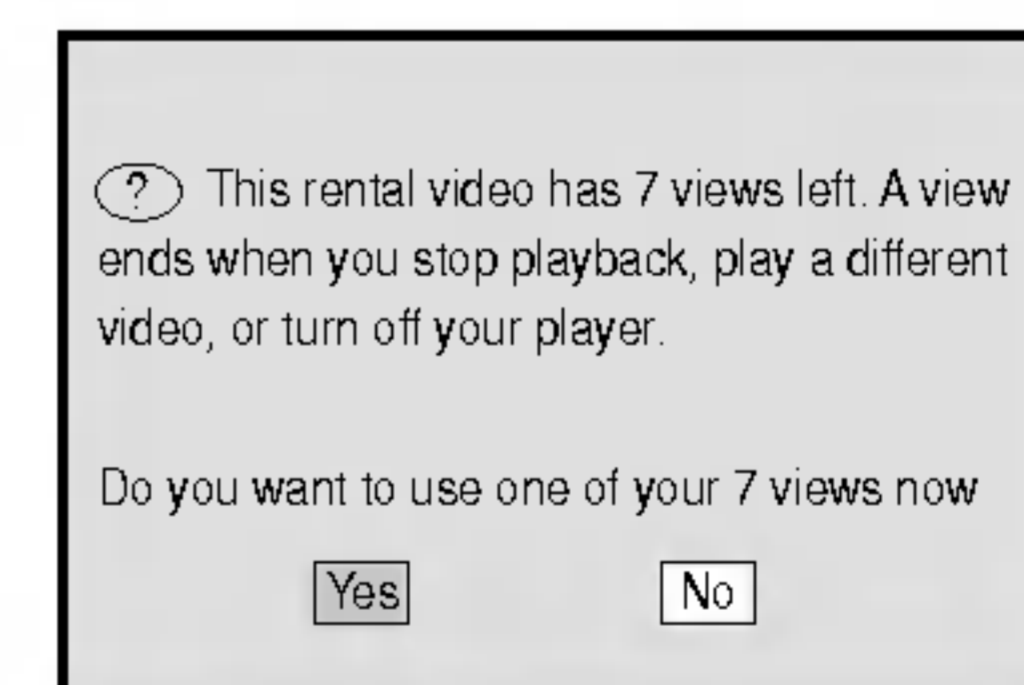 ? This rental video has 7 views left. A view
ends when you stop playback, play a different
video, or turn off your player.
Do you want to use one of your 7 views now
Yes No